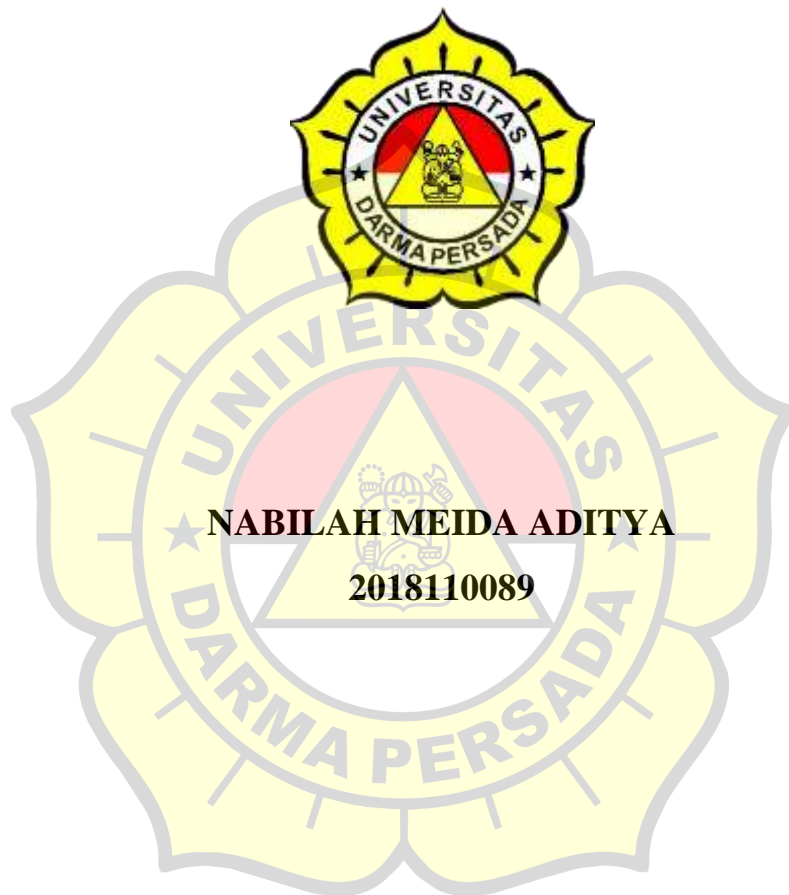 UNIVERSITAS
DARMA PERSADA
UNIVERSITAS
NABILAH MEIDA ADITYA
2018110089
DARMA PERSADA